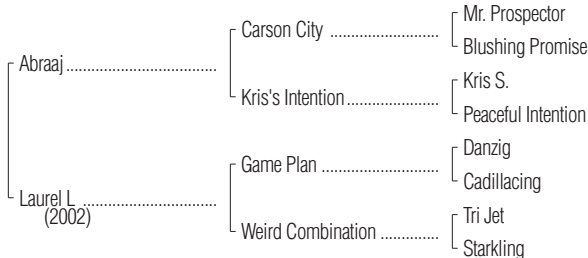 Mr. Prospector
Carson City ....................
Blushing Promise
Abraaj ...........................
Kris S.
Kris's Intention .................
Peaceful Intention
Danzig
Game Plan ......................
Cadillacing
Laurel L ........................
(2002)
Tri Jet
Weird Combination ...........
Starkling